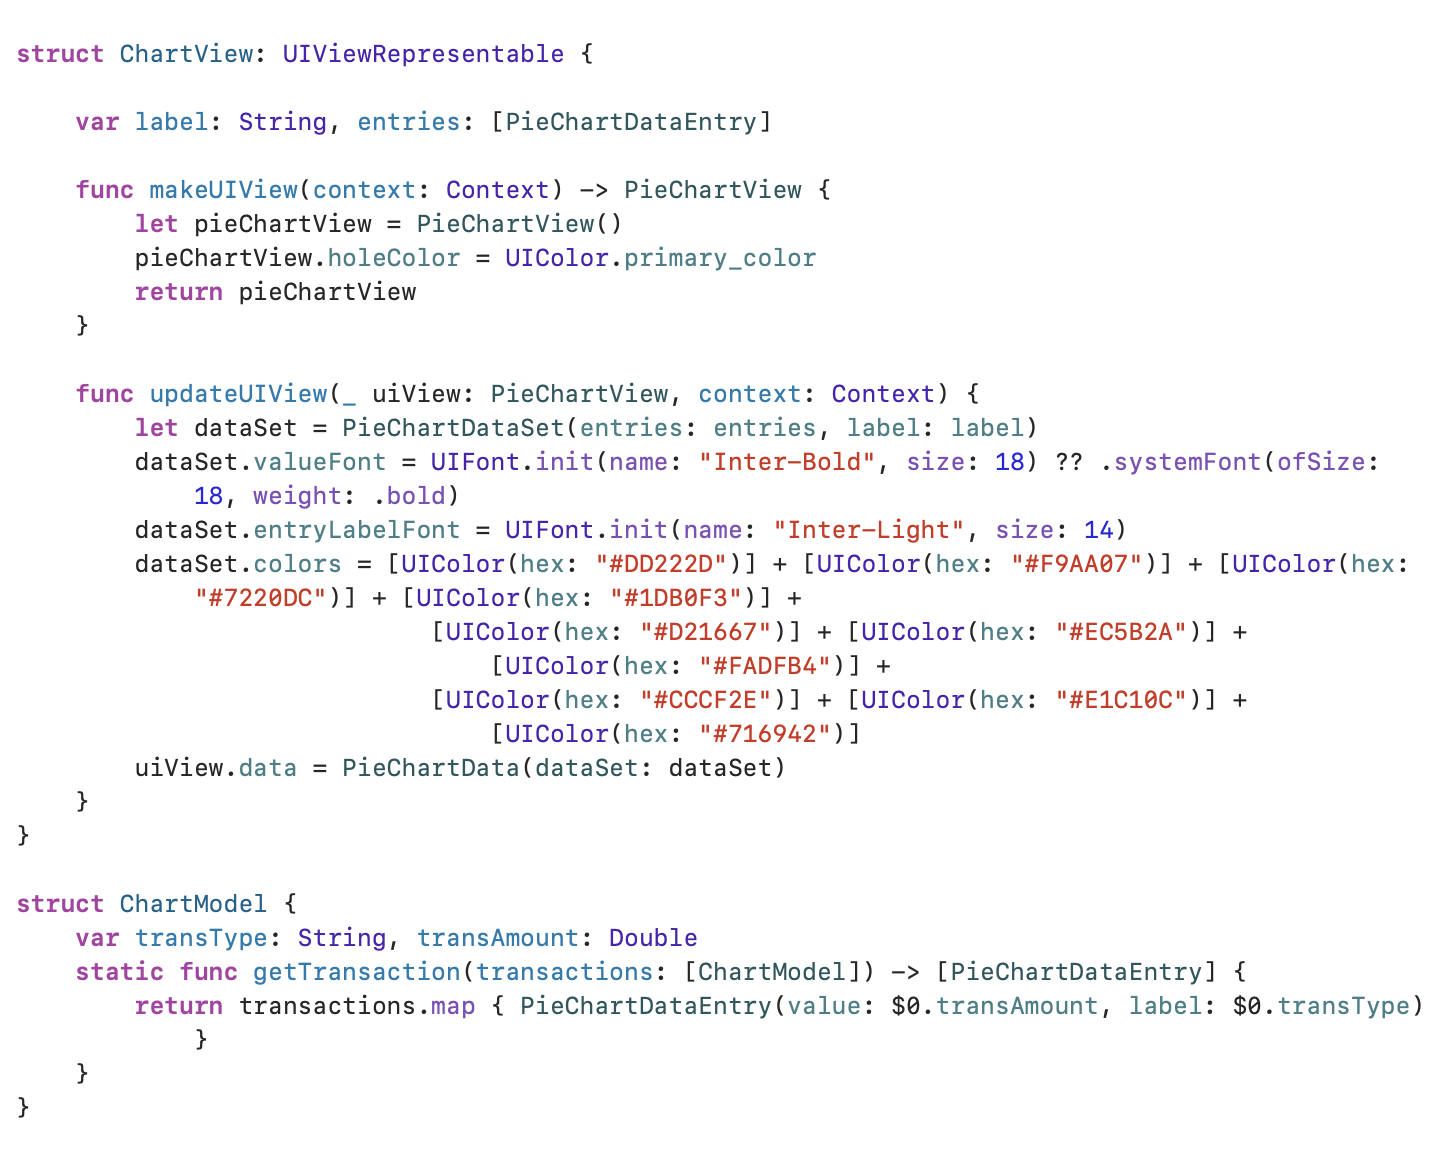 struct ChartView: UIViewRepresentable {
var label: String, entries: [PieChartDataEntry]
func makeUIView(context: Context) -> PieChartView {
let pieChartView = PieChartView()
pieChartView.holeColor = UIColor.primary_color
return pieChartView
}
func updateUIView(_ uiView: PieChartView, context: Context) {
let dataSet = PieChartDataSet(entries: entries, label: label)
dataSet.valueFont = UIFont.init(name: "Inter-Bold", size: 18) ?? .systemFont(ofSize:
18, weight: .bold)
dataSet.entryLabelFont = UIFont.init(name: "Inter-Light", size: 14)
dataSet.colors = [UIColor(hex: "#DD222D")] + [UIColor(hex: "#F9AA07")] + [UIColor(hex:
"#7220DC")] + [UIColor(hex: "#1DB0F3")] +
[UIColor(hex: "#D21667")] + [UIColor(hex: "#EC5B2A")] +
[UIColor(hex: "#FADFB4")] +
[UIColor(hex: "#CCCF2E")] + [UIColor(hex: "#E1C10C")] +
[UIColor(hex: "#716942")]
uiView.data = PieChartData(dataSet: dataSet)
}
}
struct ChartModel {
var transType: String, transAmount: Double
static func getTransaction(transactions: [ChartModel]) -> [PieChartDataEntry] {
return transactions.map { PieChartDataEntry(value: $0.transAmount, label: $0.transType)
}
}
}